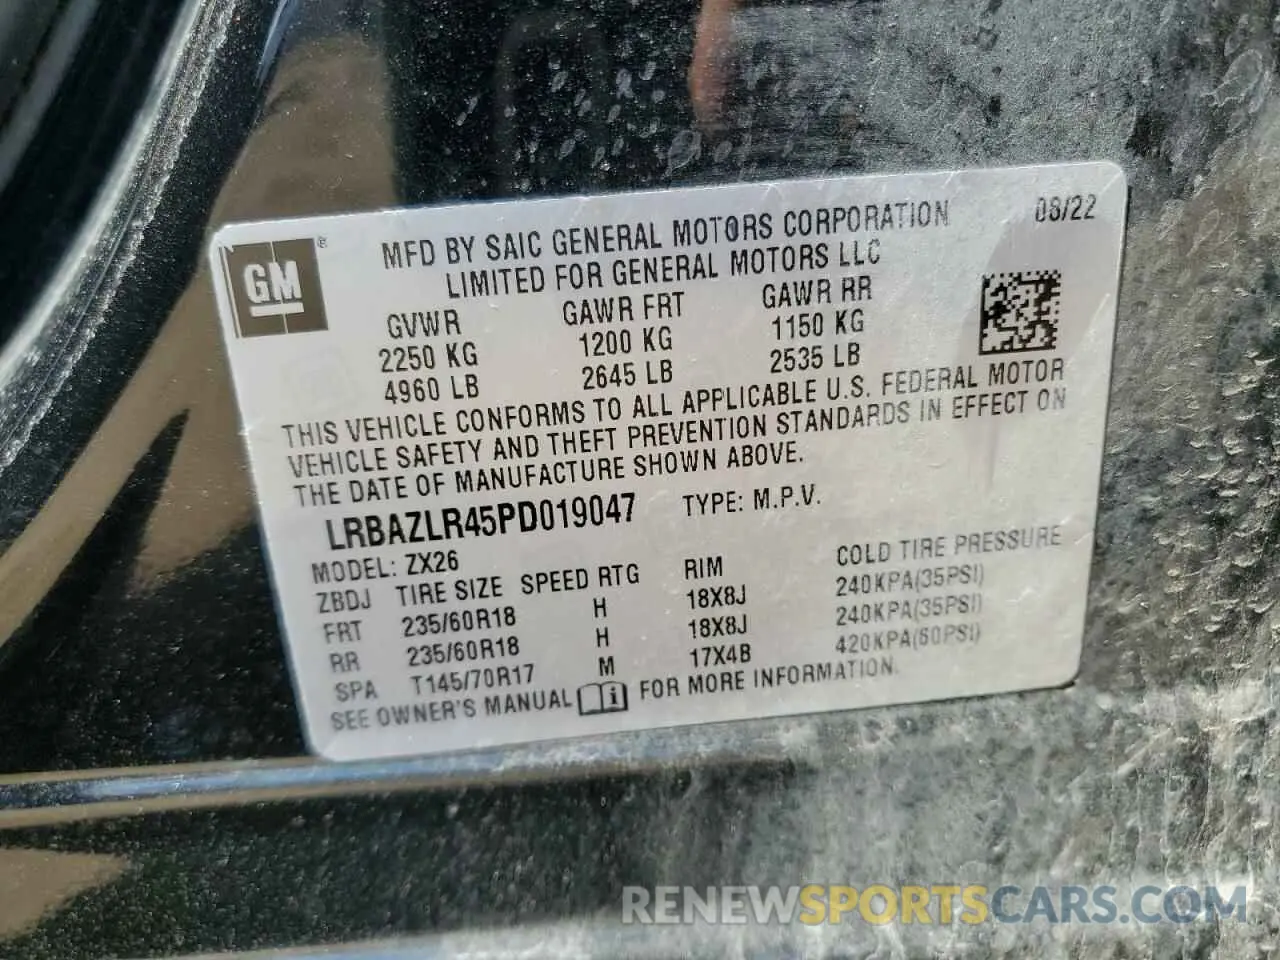 GM
®
MFD BY SAIC GENERAL MOTORS CORPORATION 08/22
LIMITED FOR GENERAL MOTORS LLC
GVWR GAWR FRT GAWR RR
2250 KG 1200 KG 1150 KG
4960 LB 2645 LB 2535 LB
THIS VEHICLE CONFORMS TO ALL APPLICABLE U.S. FEDERAL MOTOR
VEHICLE SAFETY AND THEFT PREVENTION STANDARDS IN EFFECT ON
THE DATE OF MANUFACTURE SHOWN ABOVE.
LRBAZLR45PD019047 TYPE: M.P.V.
MODEL: ZX26
ZBDJ TIRE SIZE SPEED RTG RIM COLD TIRE PRESSURE
FRT 235/60R18 H 18X8J 240KPA(35PSI)
RR 235/60R18 H 18X8J 240KPA(35PSI)
SPA T145/70R17 M 17X4B 420KPA(60PSI)
SEE OWNER'S MANUAL i FOR MORE INFORMATION.
RENEWSPORTSCARS.COM